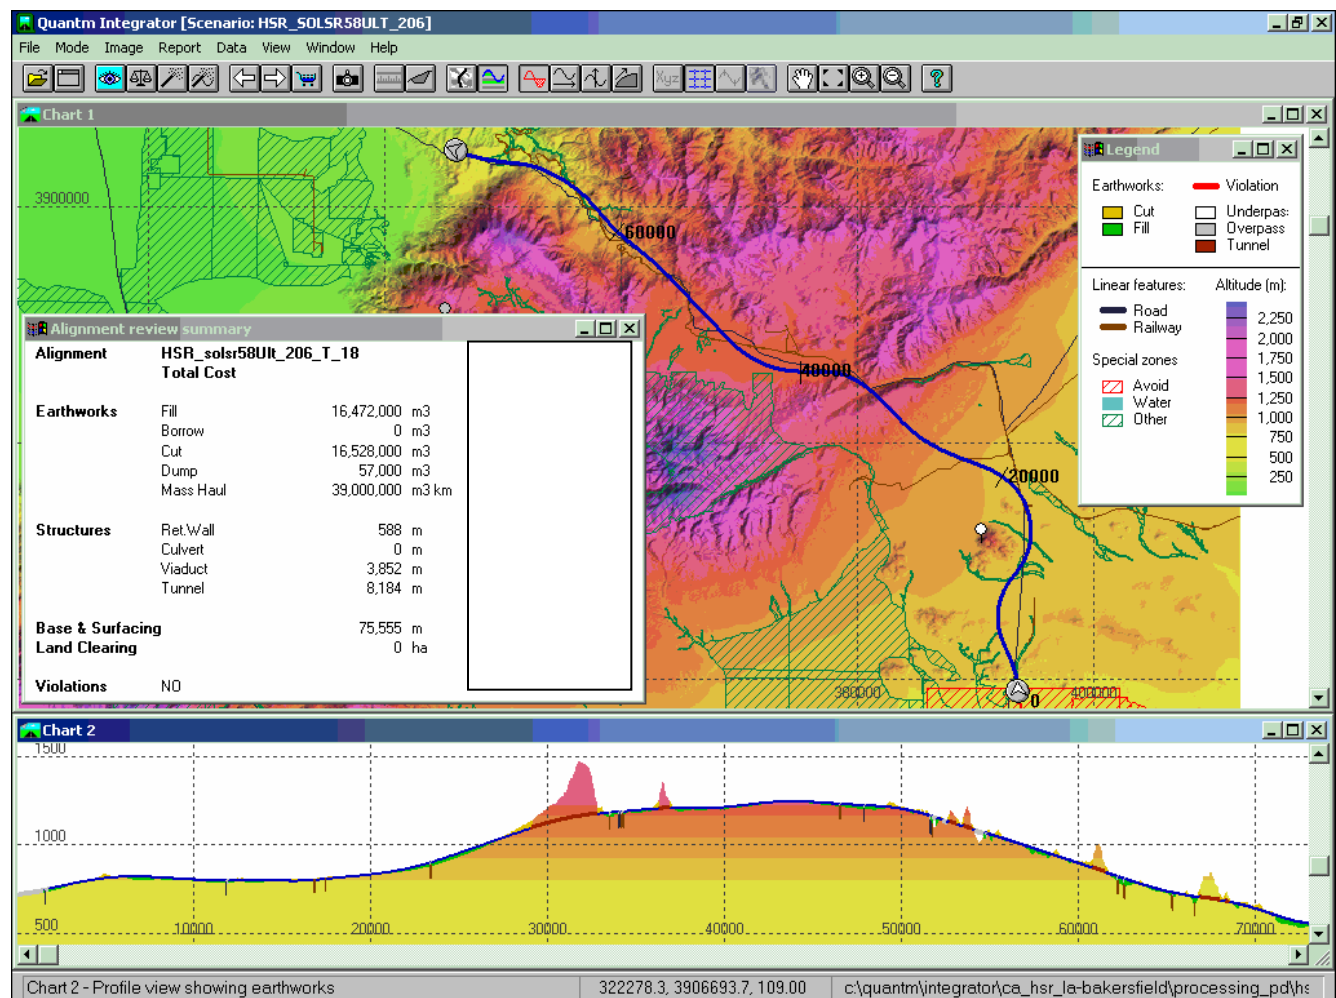 Quantm Integrator [Scenario: HSR_SOLSR58ULT_206]
File Mode Image Report Data View Window Help
Xyz
Chart 1
3900000
60000
40000
20000
380000
400000
0
Legend
Earthworks:
Violation
Cut
Underpas:
Fill
Overpass
Tunnel
Linear features:
Altitude (m):
Road
Railway
Special zones
Avoid
Water
Other
2,250
2,000
1,750
1,500
1,250
1,000
750
500
250
Alignment review summary
Alignment HSR_solsr58Ult_206_T_18
Total Cost
Earthworks Fill 16,472,000 m3
Borrow 0 m3
Cut 16,528,000 m3
Dump 57,000 m3
Mass Haul 39,000,000 m3 km
Structures Ret.Wall 588 m
Culvert 0 m
Viaduct 3,852 m
Tunnel 8,184 m
Base & Surfacing 75,555 m
Land Clearing 0 ha
Violations NO
Chart 2
1500
1000
500
10000 20000 30000 40000 50000 60000 70000
Chart 2 - Profile view showing earthworks 322278.3, 3906693.7, 109.00 c:\quantm\integrator\ca_hsr_la-bakersfield\processing_pd\hs